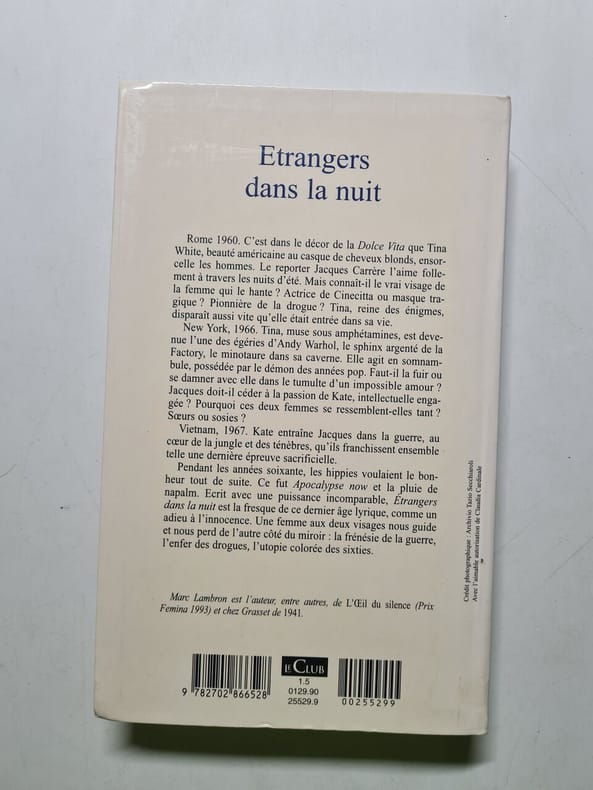 Etrangers
dans la nuit
Rome 1960. C'est dans le décor de la Dolce Vita que Tina
White, beauté américaine au casque de cheveux blonds, ensor-
celle les hommes. Le reporter Jacques Carrère l'aime folle-
ment à travers les nuits d'été. Mais connaît-il le vrai visage de
la femme qui le hante ? Actrice de Cinecitta ou masque tra-
gique ? Pionnière de la drogue ? Tina, reine des énigmes,
disparaît aussi vite qu'elle était entrée dans sa vie.
New York, 1966. Tina, muse sous amphétamines, est deve-
nue l'une des égéries d'Andy Warhol, le sphinx argenté de la
Factory, le minotaure dans sa caverne. Elle agit en somnam-
bule, possédée par le démon des années pop. Faut-il la fuir ou
se damner avec elle dans le tumulte d'un impossible amour ?
Jacques doit-il céder à la passion de Kate, intellectuelle enga-
gée ? Pourquoi ces deux femmes se ressemblent-elles tant ?
Sœurs ou sosies ?
Vietnam, 1967. Kate entraîne Jacques dans la guerre, au
cœur de la jungle et des ténèbres, qu'ils franchissent ensemble
telle une dernière épreuve sacrificielle.
Pendant les années soixante, les hippies voulaient le bon-
heur tout de suite. Ce fut Apocalypse now et la pluie de
napalm. Ecrit avec une puissance incomparable, Étrangers
dans la nuit est la fresque de ce dernier âge lyrique, comme un
adieu à l'innocence. Une femme aux deux visages nous guide
et nous perd de l'autre côté du miroir : la frénésie de la guerre,
l'enfer des drogues, l'utopie colorée des sixties.
Marc Lambron est l'auteur, entre autres, de L'Œil du silence (Prix
Femina 1993) et chez Grasset de 1941.
Crédit photographique : Archivio Tazio Secchiaroli
Avec l'aimable autorisation de Claudia Cardinale
LE CLUB
1.5
0129.90
25529.9
9 782702 866528
00255299